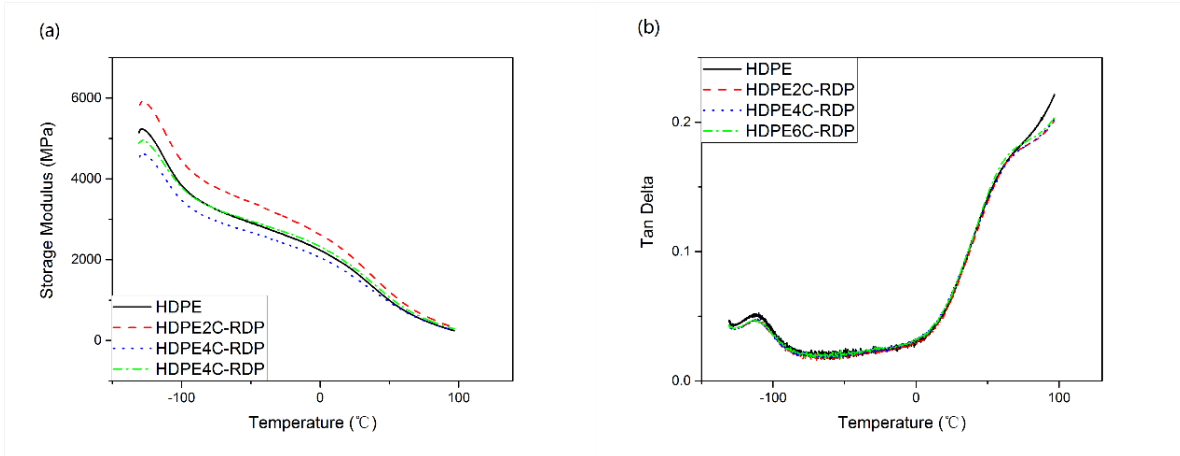 (a)
6000
4000
2000
0
Storage Modulus (MPa)
HDPE
HDPE2C-RDP
HDPE4C-RDP
HDPE4C-RDP
-100
0
100
Temperature (℃)
(b)
HDPE
HDPE2C-RDP
HDPE4C-RDP
HDPE6C-RDP
0.2
0.1
0.0
Tan Delta
-100
0
100
Temperature (℃)